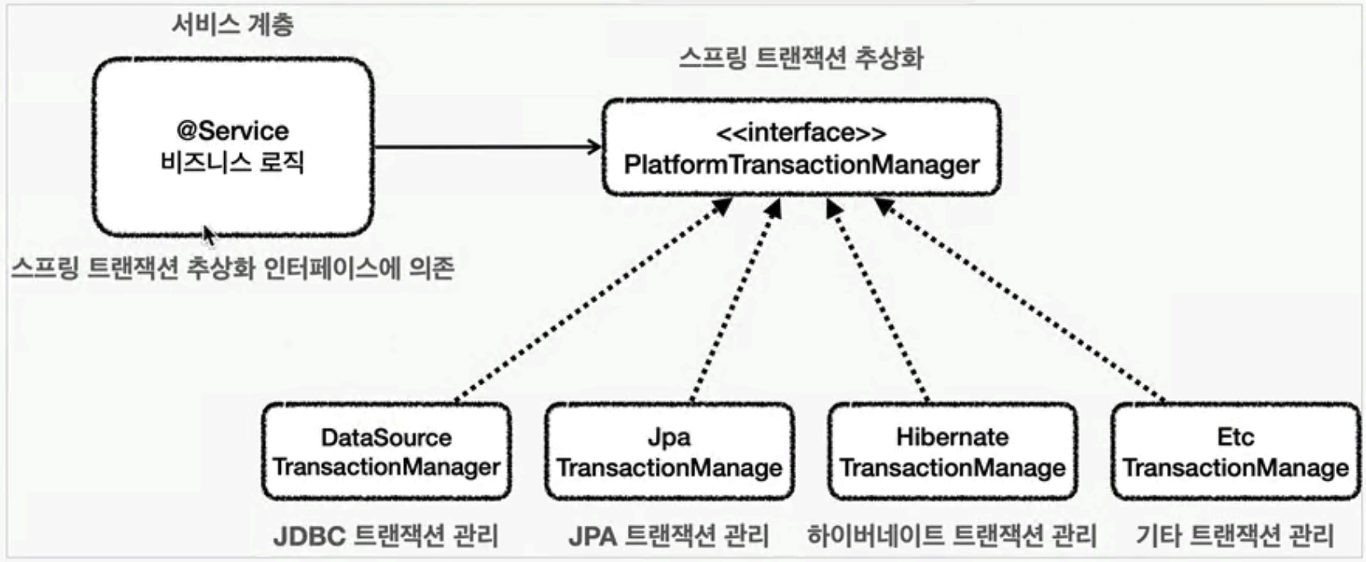 서비스 계층
스프링 트랜잭션 추상화
@Service
비즈니스 로직
<<interface>>
PlatformTransactionManager
스프링 트랜잭션 추상화 인터페이스에 의존
DataSource
TransactionManager
Jpa
TransactionManage
Hibernate
TransactionManage
Etc
TransactionManage
JDBC 트랜잭션 관리
JPA 트랜잭션 관리
하이버네이트 트랜잭션 관리
기타 트랜잭션 관리